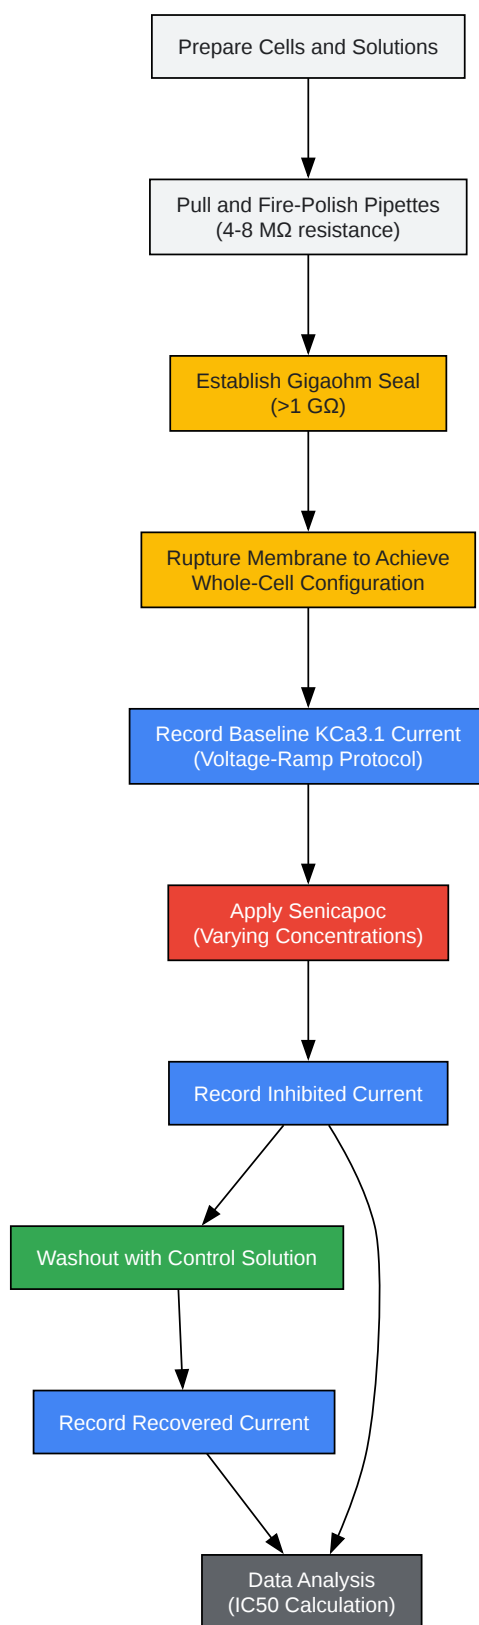 Prepare Cells and Solutions
Pull and Fire-Polish Pipettes
(4-8 MΩ resistance)
Establish Gigaohm Seal
(>1 GΩ)
Rupture Membrane to Achieve
Whole-Cell Configuration
Record Baseline KCa3.1 Current
(Voltage-Ramp Protocol)
Apply Senicapoc
(Varying Concentrations)
Record Inhibited Current
Washout with Control Solution
Record Recovered Current
Data Analysis
(IC50 Calculation)